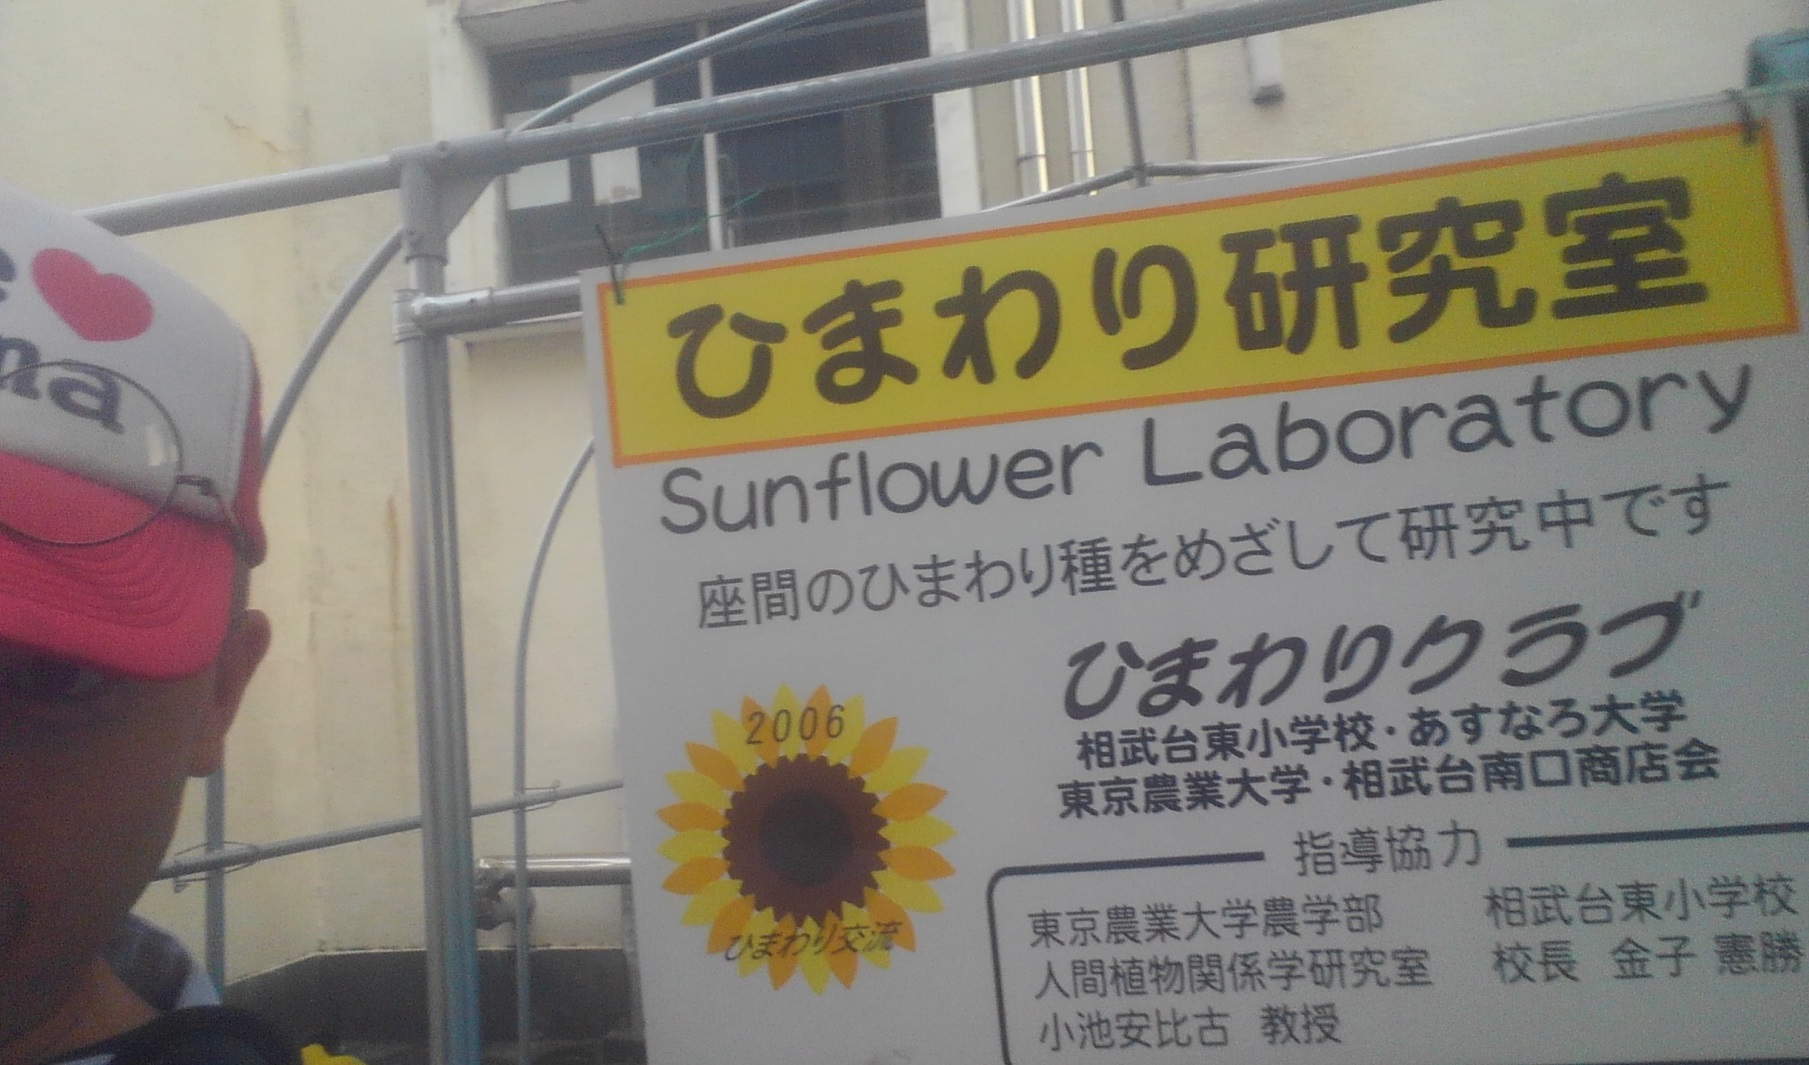 ma
ひまわり研究室
Sunflower Laboratory
座間のひまわり種をめざして研究中です
ひまわりクラブ
相武台東小学校・あすなろ大学
東京農業大学・相武台南口商店会
2006
ひまわり交流
指導協力
東京農業大学農学部
人間植物関係学研究室
小池安比古 教授
相武台東小学校
校長 金子 憲勝